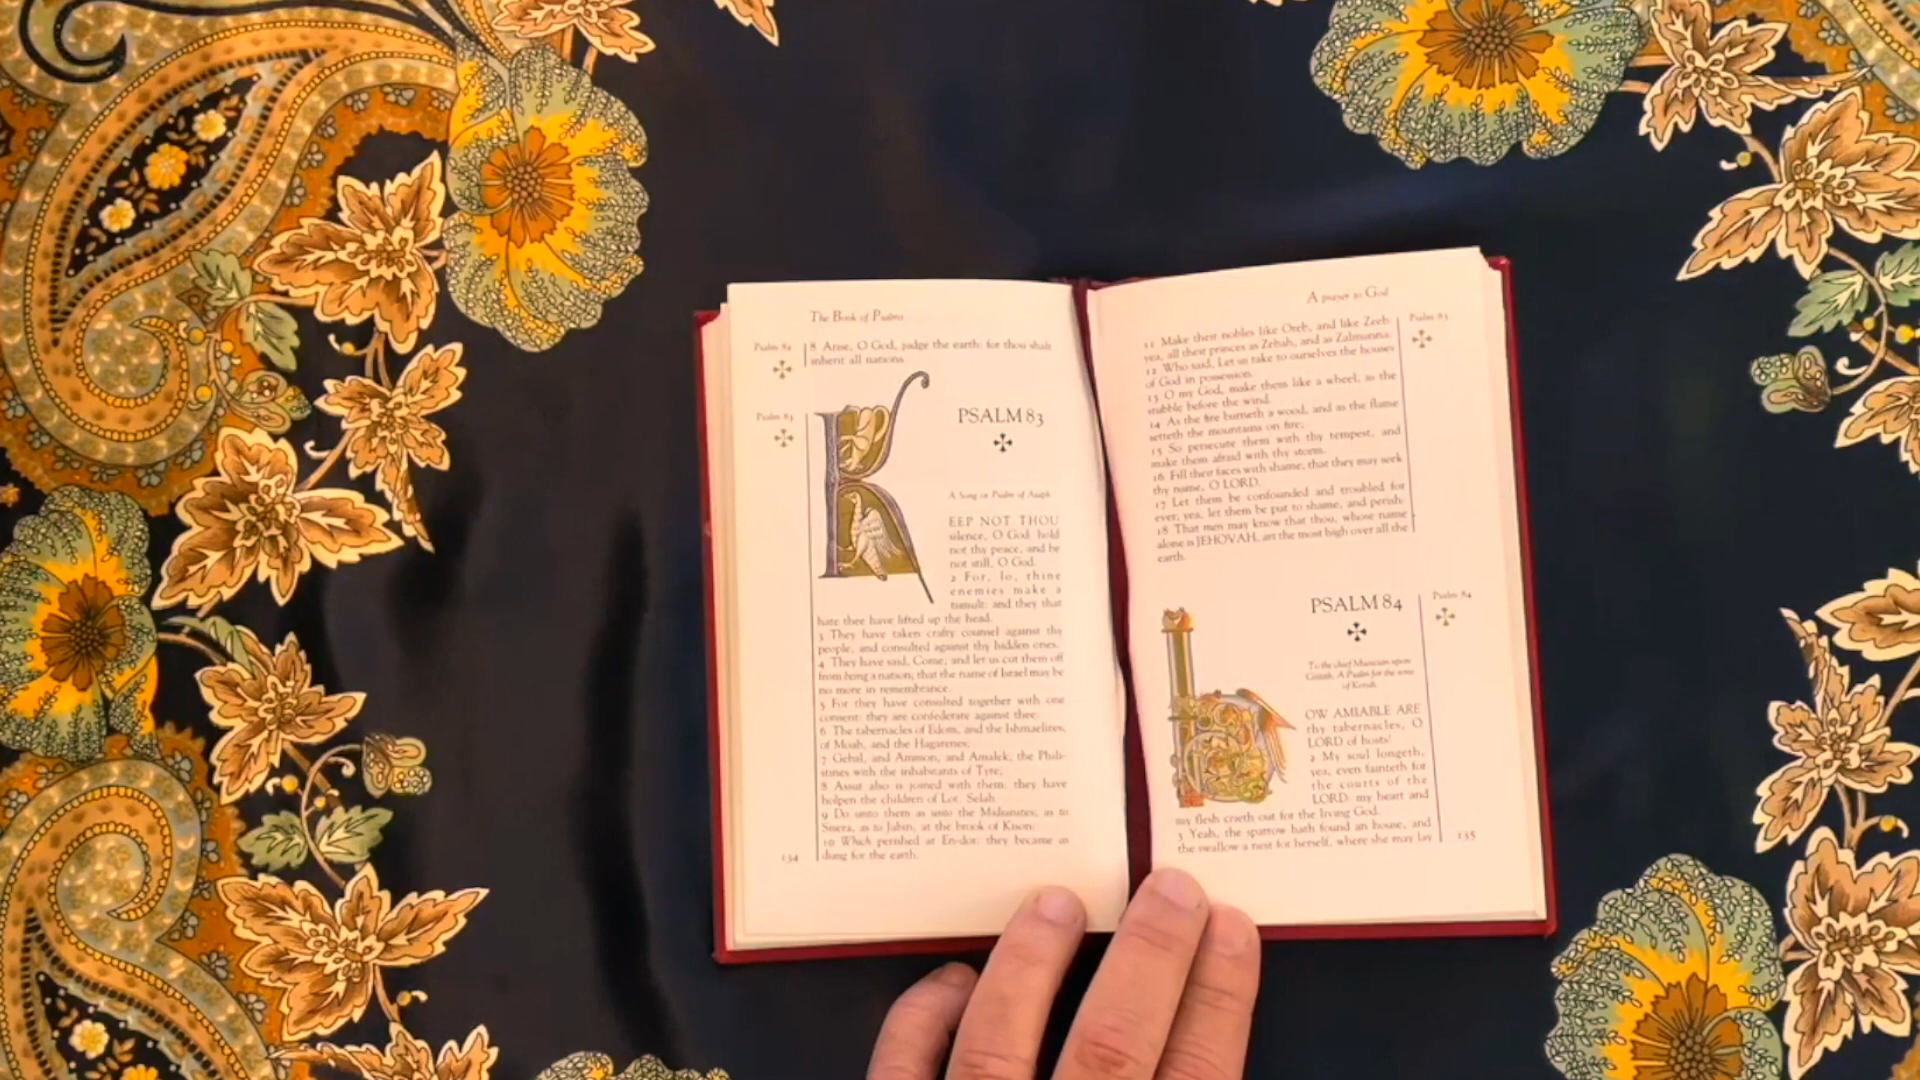 The Book of Psalms
Psalm 82
8 Arise, O God, judge the earth: for thou shalt
inherit all nations.
Psalm 83
PSALM 83
A Song or Psalm of Asaph.
KEEP NOT THOU
silence, O God: hold
not thy peace, and be
not still, O God.
2 For, lo, thine
enemies make a
tumult: and they that
hate thee have lifted up the head.
3 They have taken crafty counsel against thy
people, and consulted against thy hidden ones.
4 They have said, Come, and let us cut them off
from being a nation; that the name of Israel may be
no more in remembrance.
5 For they have consulted together with one
consent: they are confederate against thee:
6 The tabernacles of Edom, and the Ishmaelites;
of Moab, and the Hagarenes;
7 Gebal, and Ammon, and Amalek; the Phili-
stines with the inhabitants of Tyre;
8 Assur also is joined with them: they have
holpen the children of Lot. Selah.
9 Do unto them as unto the Midianites; as to
Sisera, as to Jabin, at the brook of Kison:
10 Which perished at En-dor: they became as
dung for the earth.
134
A prayer to God
Psalm 83
11 Make their nobles like Oreb, and like Zeeb:
yea, all their princes as Zebah, and as Zalmunna:
12 Who said, Let us take to ourselves the houses
of God in possession.
13 O my God, make them like a wheel; as the
stubble before the wind.
14 As the fire burneth a wood, and as the flame
setteth the mountains on fire;
15 So persecute them with thy tempest, and
make them afraid with thy storm.
16 Fill their faces with shame; that they may seek
thy name, O LORD.
17 Let them be confounded and troubled for
ever; yea, let them be put to shame, and perish:
18 That men may know that thou, whose name
alone is JEHOVAH, art the most high over all the
earth.
PSALM 84
Psalm 84
To the chief Musician upon
Gittith, A Psalm for the sons
of Korah.
HOW AMIABLE ARE
thy tabernacles, O
LORD of hosts!
2 My soul longeth,
yea, even fainteth for
the courts of the
LORD: my heart and
my flesh crieth out for the living God.
3 Yeah, the sparrow hath found an house, and
the swallow a nest for herself, where she may lay
135